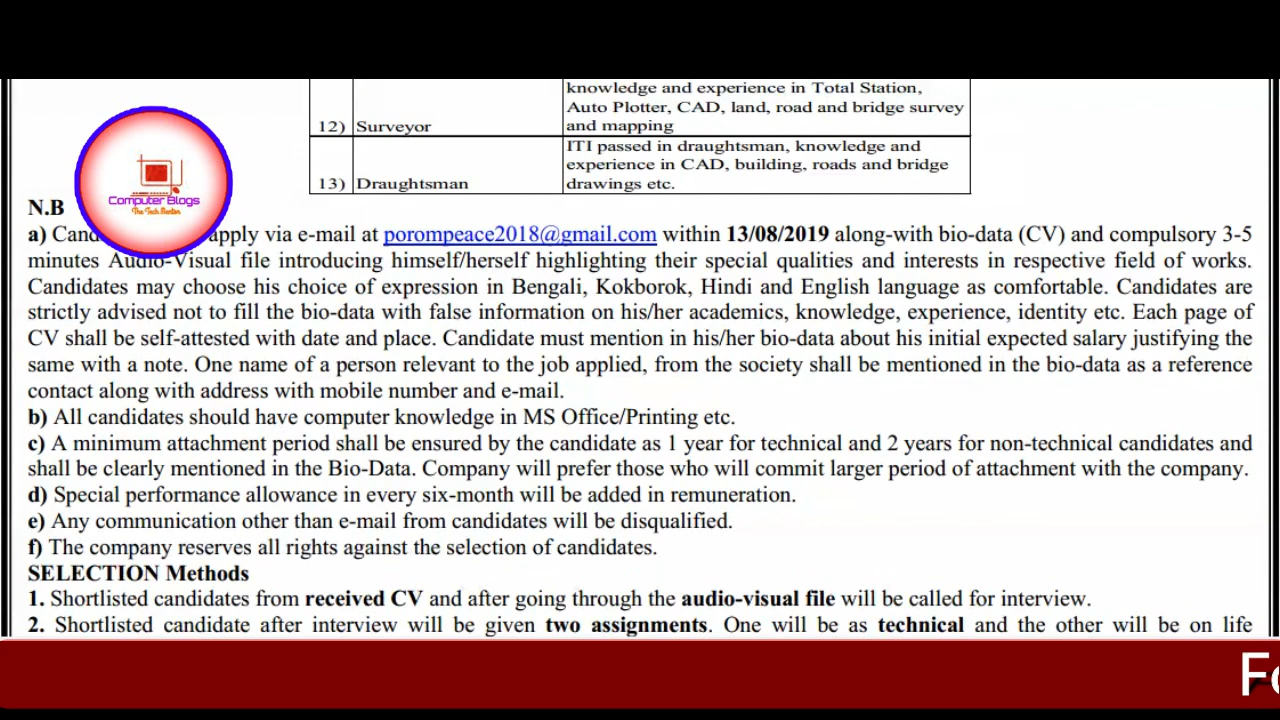 knowledge and experience in Total Station,
Auto Plotter, CAD, land, road and bridge survey
12) Surveyor and mapping
ITI passed in draughtsman, knowledge and
experience in CAD, building, roads and bridge
13) Draughtsman drawings etc.
Computer Blogs
The Tech Mentor
N.B
a) Cand apply via e-mail at porompeace2018@gmail.com within 13/08/2019 along-with bio-data (CV) and compulsory 3-5
minutes Audio-Visual file introducing himself/herself highlighting their special qualities and interests in respective field of works.
Candidates may choose his choice of expression in Bengali, Kokborok, Hindi and English language as comfortable. Candidates are
strictly advised not to fill the bio-data with false information on his/her academics, knowledge, experience, identity etc. Each page of
CV shall be self-attested with date and place. Candidate must mention in his/her bio-data about his initial expected salary justifying the
same with a note. One name of a person relevant to the job applied, from the society shall be mentioned in the bio-data as a reference
contact along with address with mobile number and e-mail.
b) All candidates should have computer knowledge in MS Office/Printing etc.
c) A minimum attachment period shall be ensured by the candidate as 1 year for technical and 2 years for non-technical candidates and
shall be clearly mentioned in the Bio-Data. Company will prefer those who will commit larger period of attachment with the company.
d) Special performance allowance in every six-month will be added in remuneration.
e) Any communication other than e-mail from candidates will be disqualified.
f) The company reserves all rights against the selection of candidates.
SELECTION Methods
1. Shortlisted candidates from received CV and after going through the audio-visual file will be called for interview.
2. Shortlisted candidate after interview will be given two assignments. One will be as technical and the other will be on life